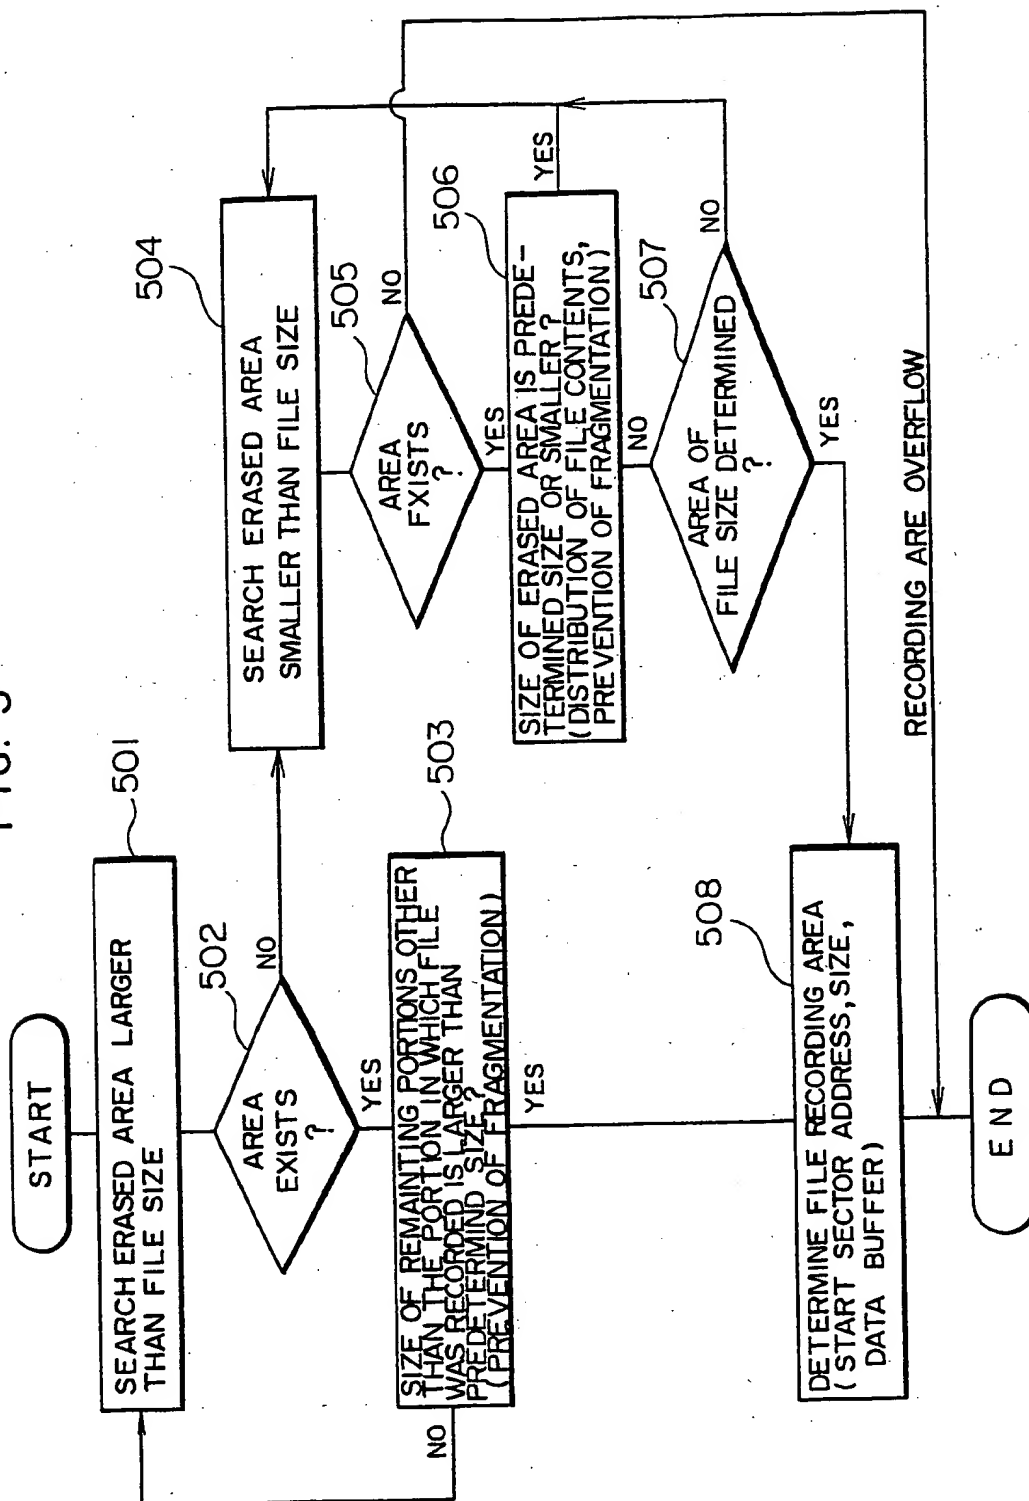 START
501
SEARCH ERASED AREA LARGER
THAN FILE SIZE
502
AREA
EXISTS
?
NO
YES
503
SIZE OF REMAINTING PORTIONS OTHER
THAN THE PORTION IN WHICH FILE
WAS RECORDED IS LARGER THAN
PREDETERMIND SIZE?
(PREVENTION OF FRAGMENTATION)
NO
YES
504
SEARCH ERASED AREA
SMALLER THAN FILE SIZE
505
AREA
FXISTS
?
NO
YES
506
SIZE OF ERASED AREA IS PREDE-
TERMINED SIZE OR SMALLER?
(DISTRIBUTION OF FILE CONTENTS,
PREVENTION OF FRAGMENTATION)
YES
NO
507
AREA OF
FILE SIZE DETERMINED
?
NO
YES
508
DETERMINE FILE RECORDING AREA
(START SECTOR ADDRESS, SIZE,
DATA BUFFER)
RECORDING ARE OVERFLOW
END